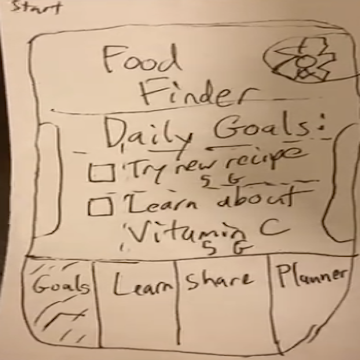 Start
Food
Finder
Daily Goals:
Try new recipe
5 G
Learn about
Vitamin C
5 G
Goals Learn Share Planner